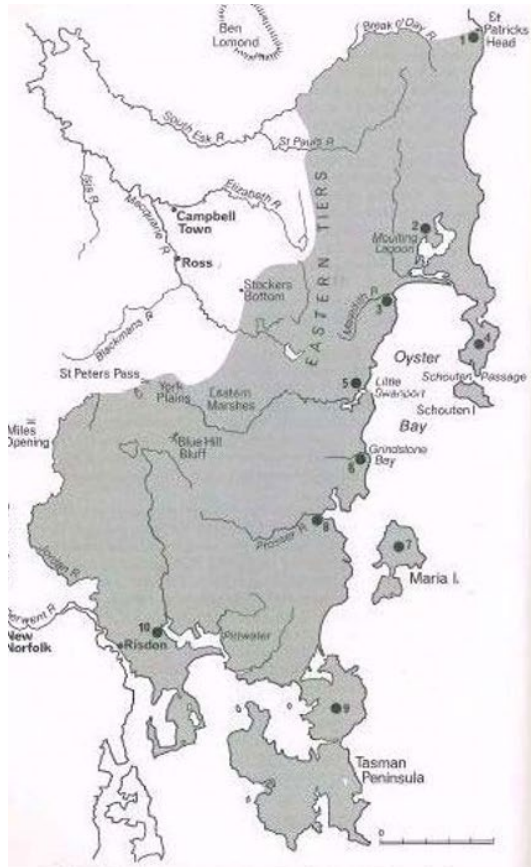 St
Patricks
Head
1
Break o'Day R.
Ben
Lomond
South Esk R.
St Pauls R.
Isis R.
Macquarie R.
Elizabeth R.
Campbell
Town
EASTERN TIERS
2
Moulting
Lagoon
Ross
Stockers
Bottom
Meredith R.
3
Blackmans R.
4
Oyster
Bay
St Peters Pass
York
Plains
Eastern
Marshes
5
Little
Swanport
Schouten Passage
Schouten I
Miles
Opening
Blue Hill
Bluff
Grindstone
Bay
6
Prosser R.
8
7
Maria I.
Jordan R.
Derwent R.
New
Norfolk
10
Risdon
Pittwater
9
Tasman
Peninsula
0